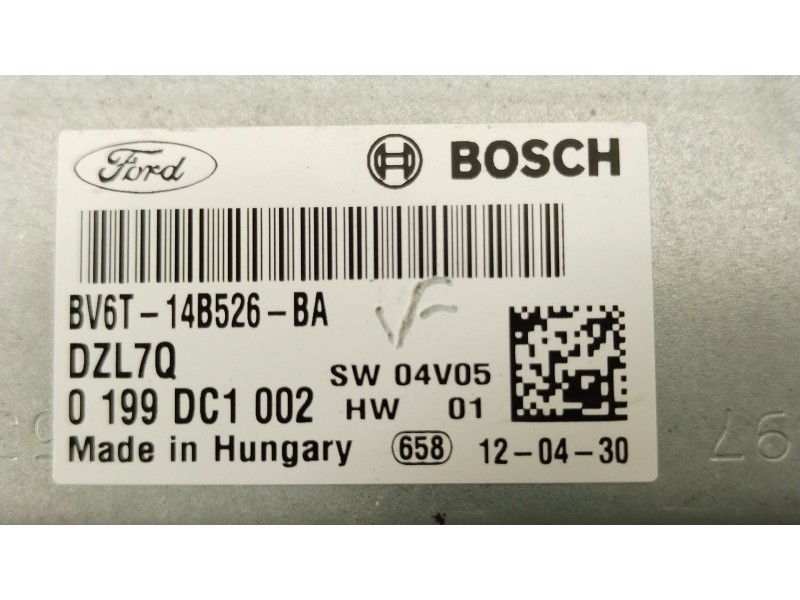 Ford BOSCH
BV6T-14B526-BA
DZL7Q
SW 04V05
0 199 DC1 002
HW 01
Made in Hungary 658 12-04-30
97